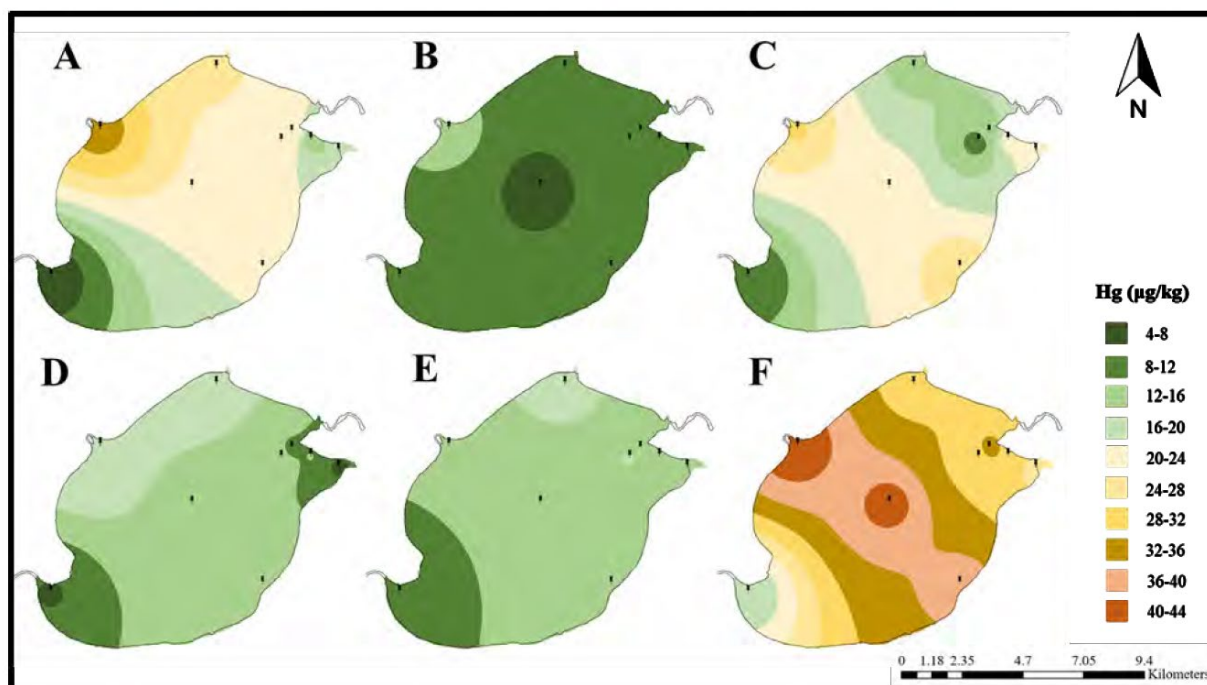 A
B
C
N
D
E
F
Hg (µg/kg)
4-8
8-12
12-16
16-20
20-24
24-28
28-32
32-36
36-40
40-44
0 1.18 2.35 4.7 7.05 9.4
Kilometers